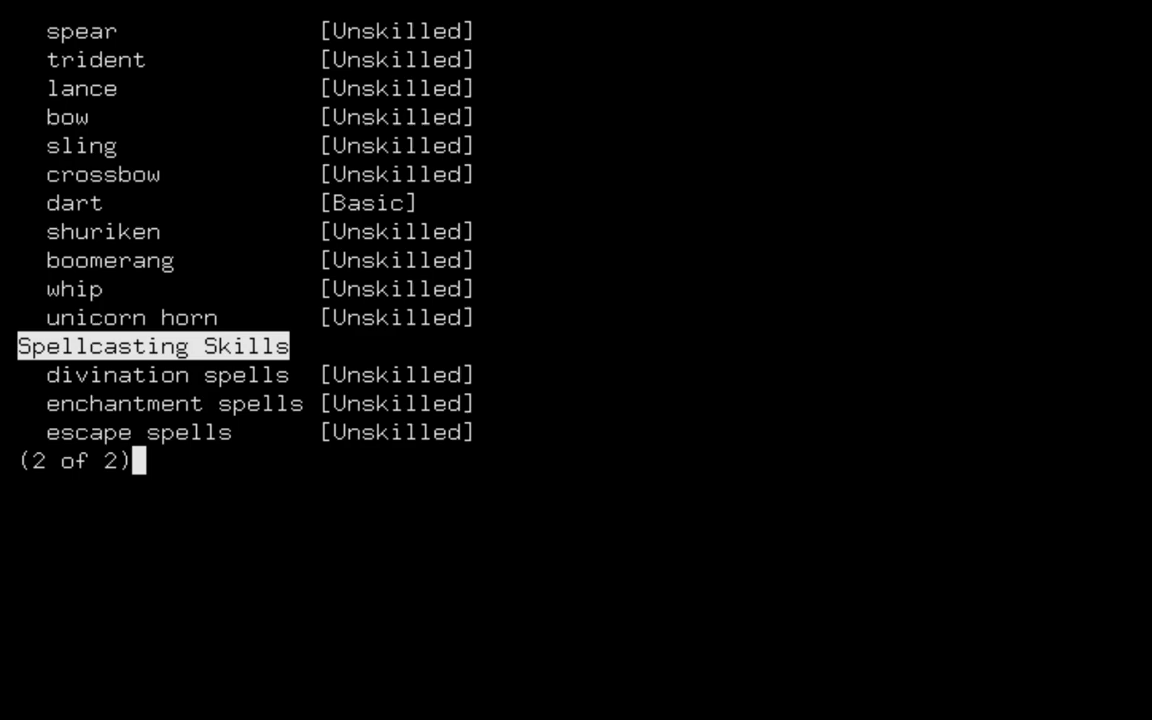 spear [Unskilled]
trident [Unskilled]
lance [Unskilled]
bow [Unskilled]
sling [Unskilled]
crossbow [Unskilled]
dart [Basic]
shuriken [Unskilled]
boomerang [Unskilled]
whip [Unskilled]
unicorn horn [Unskilled]
Spellcasting Skills
divination spells [Unskilled]
enchantment spells [Unskilled]
escape spells [Unskilled]
(2 of 2)